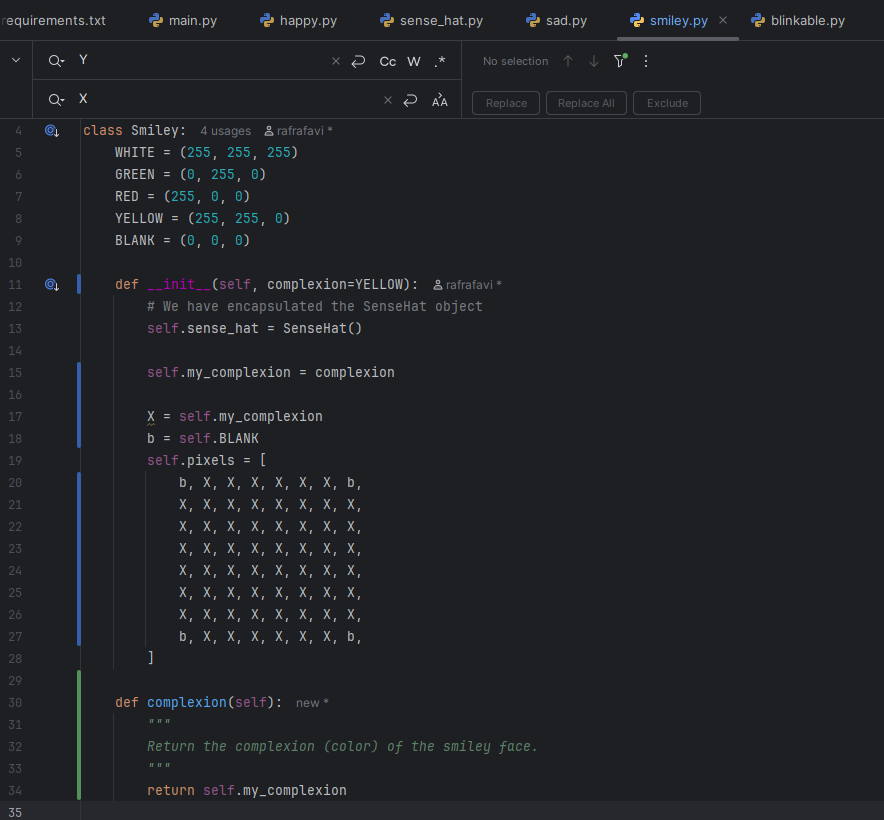 requirements.txt main.py happy.py sense_hat.py sad.py smiley.py × blinkable.py
Y × Cc W .* No selection
X × Replace Replace All Exclude
4 class Smiley: 4 usages rafrafavi *
5 WHITE = (255, 255, 255)
6 GREEN = (0, 255, 0)
7 RED = (255, 0, 0)
8 YELLOW = (255, 255, 0)
9 BLANK = (0, 0, 0)
10
11 def __init__(self, complexion=YELLOW): rafrafavi *
12 # We have encapsulated the SenseHat object
13 self.sense_hat = SenseHat()
14
15 self.my_complexion = complexion
16
17 X = self.my_complexion
18 b = self.BLANK
19 self.pixels = [
20 b, X, X, X, X, X, X, b,
21 X, X, X, X, X, X, X, X,
22 X, X, X, X, X, X, X, X,
23 X, X, X, X, X, X, X, X,
24 X, X, X, X, X, X, X, X,
25 X, X, X, X, X, X, X, X,
26 X, X, X, X, X, X, X, X,
27 b, X, X, X, X, X, X, b,
28 ]
29
30 def complexion(self): new *
31 """
32 Return the complexion (color) of the smiley face.
33 """
34 return self.my_complexion
35